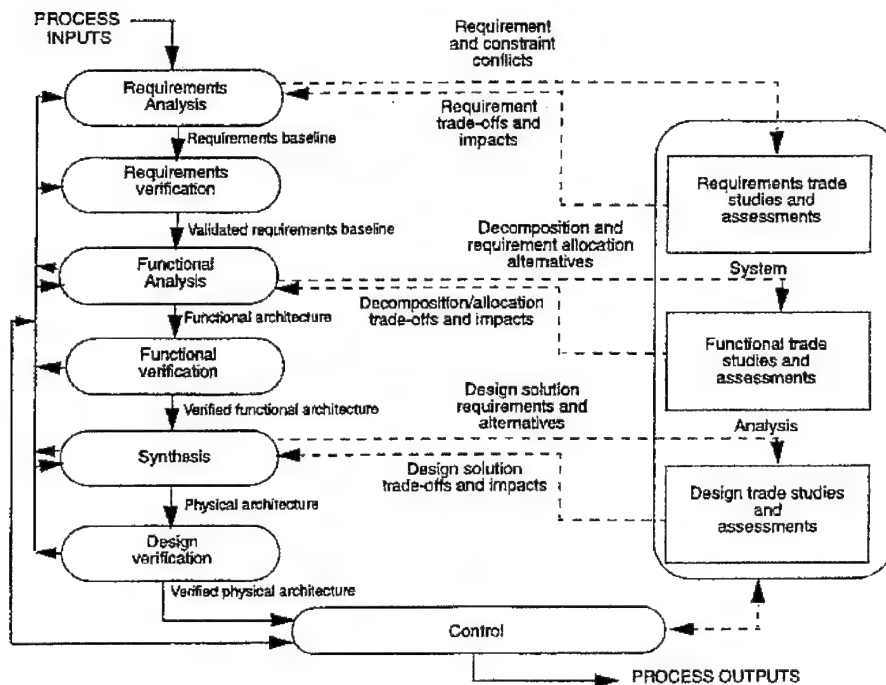 PROCESS
INPUTS
Requirements
Analysis
Requirements baseline
Requirements
verification
Validated requirements baseline
Functional
Analysis
Functional architecture
Functional
verification
Verified functional architecture
Synthesis
Physical architecture
Design
verification
Verified physical architecture
Control
PROCESS OUTPUTS
Requirement
and constraint
conflicts
Requirement
trade-offs and
impacts
Decomposition and
requirement allocation
alternatives
Decomposition/allocation
trade-offs and impacts
Design solution
requirements and
alternatives
Design solution
trade-offs and impacts
Requirements trade
studies and
assessments
System
Functional trade
studies and
assessments
Analysis
Design trade studies
and
assessments